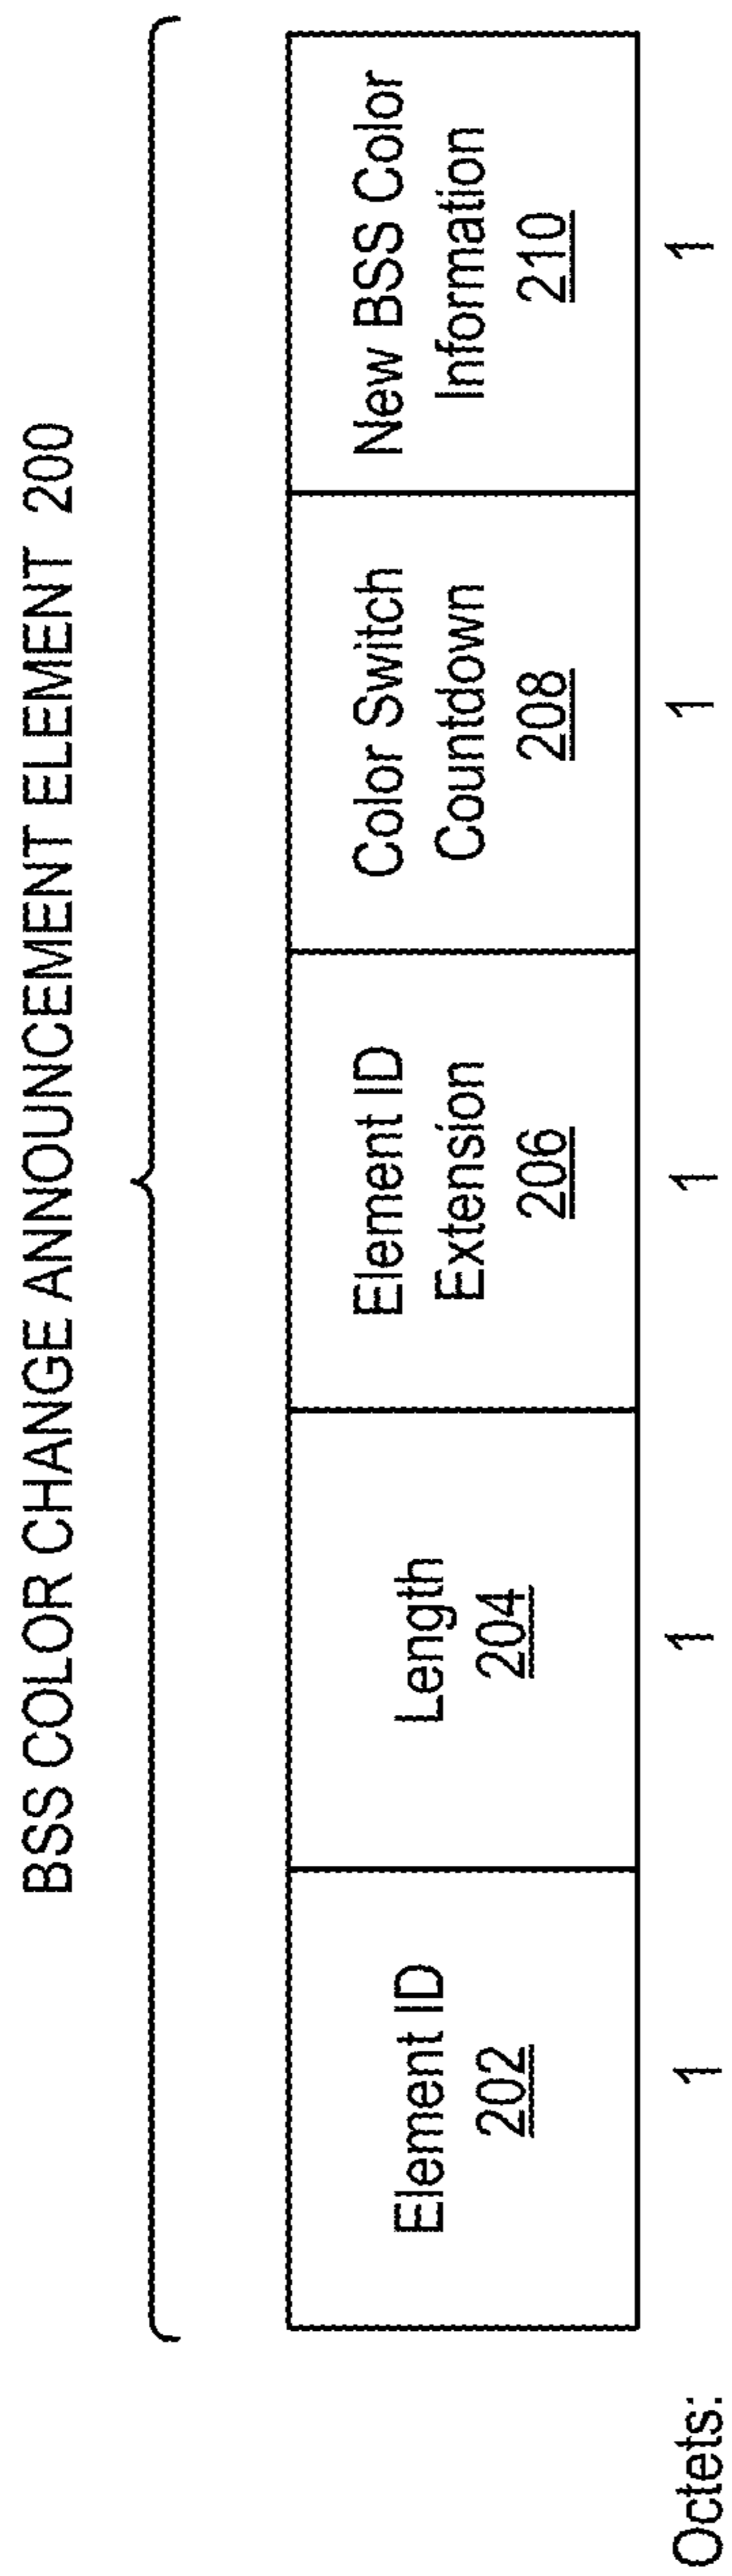 BSS COLOR CHANGE ANNOUNCEMENT ELEMENT 200
Element ID
202
Length
204
Element ID
Extension
206
Color Switch
Countdown
208
New BSS Color
Information
210
Octets: 1 1 1 1 1